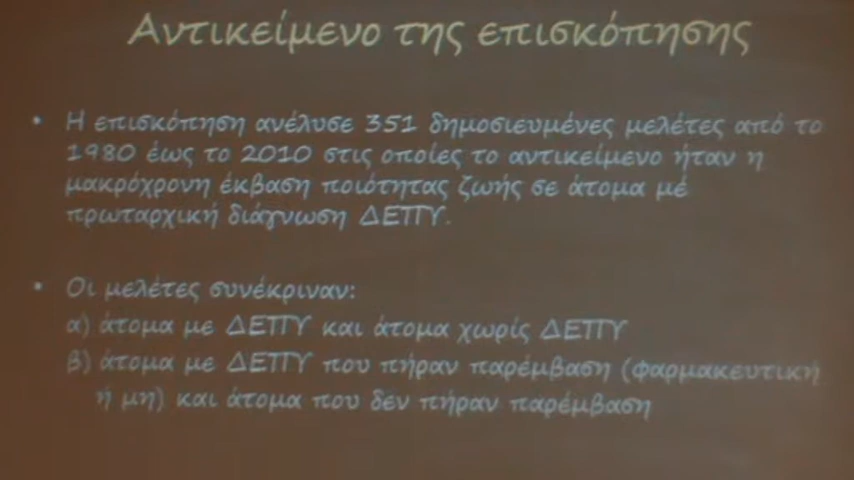 Αντικείμενο της επισκόπησης
• Η επισκόπηση ανέλυσε 351 δημοσιευμένες μελέτες από το
1980 έως το 2010 στις οποίες το αντικείμενο ήταν η
μακρόχρονη έκβαση ποιότητας ζωής σε άτομα με
πρωταρχική διάγνωση ΔΕΠΥ.
• Οι μελέτες συνέκριναν:
α) άτομα με ΔΕΠΥ και άτομα χωρίς ΔΕΠΥ
β) άτομα με ΔΕΠΥ που πήραν παρέμβαση (φαρμακευτική
ή μη) και άτομα που δεν πήραν παρέμβαση